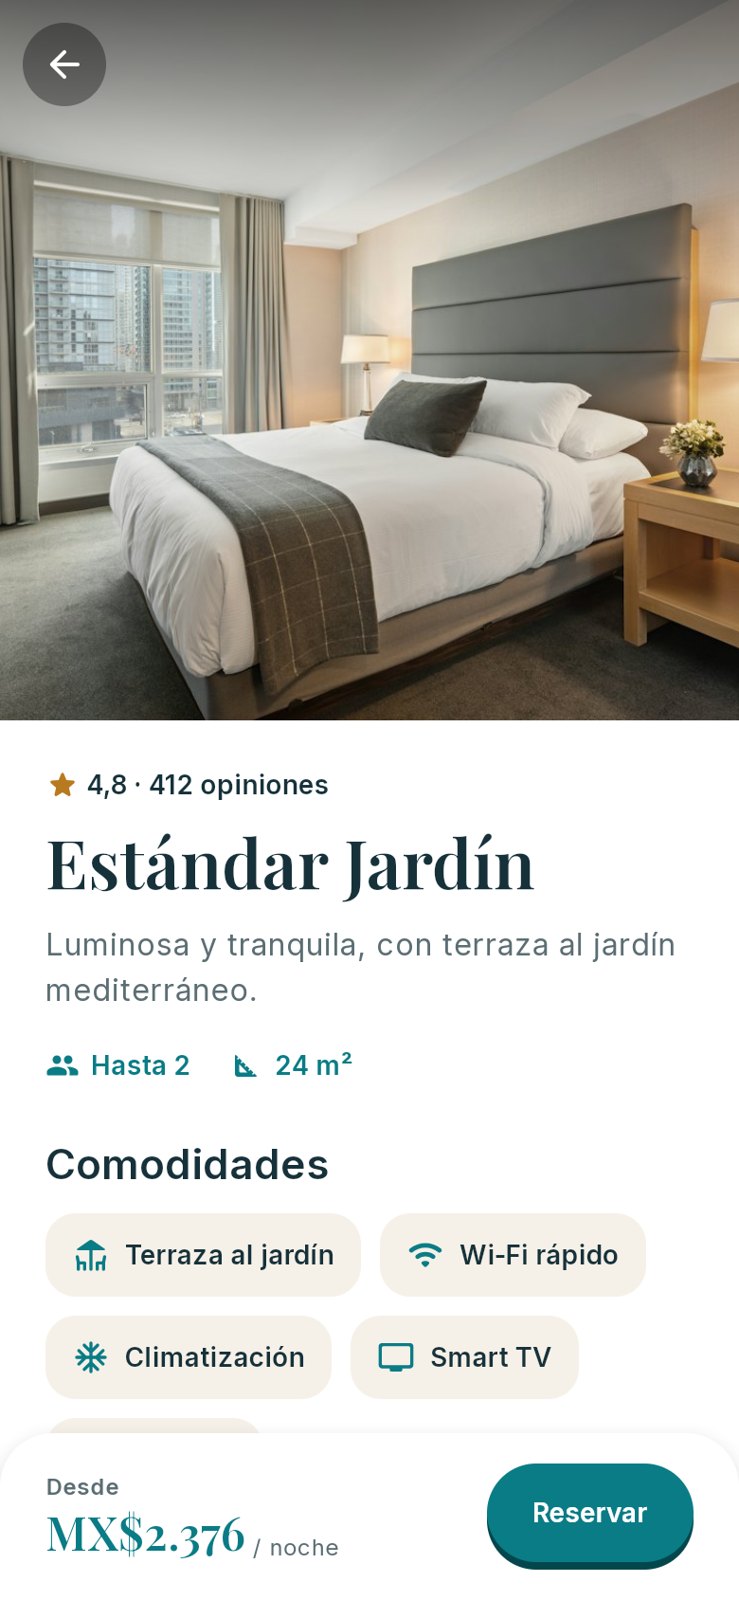 4,8 · 412 opiniones
Estándar Jardín
Luminosa y tranquila, con terraza al jardín
mediterráneo.
Hasta 2 24 m²
Comodidades
Terraza al jardín Wi-Fi rápido
Climatización Smart TV
Desde
MX$2.376 / noche
Reservar